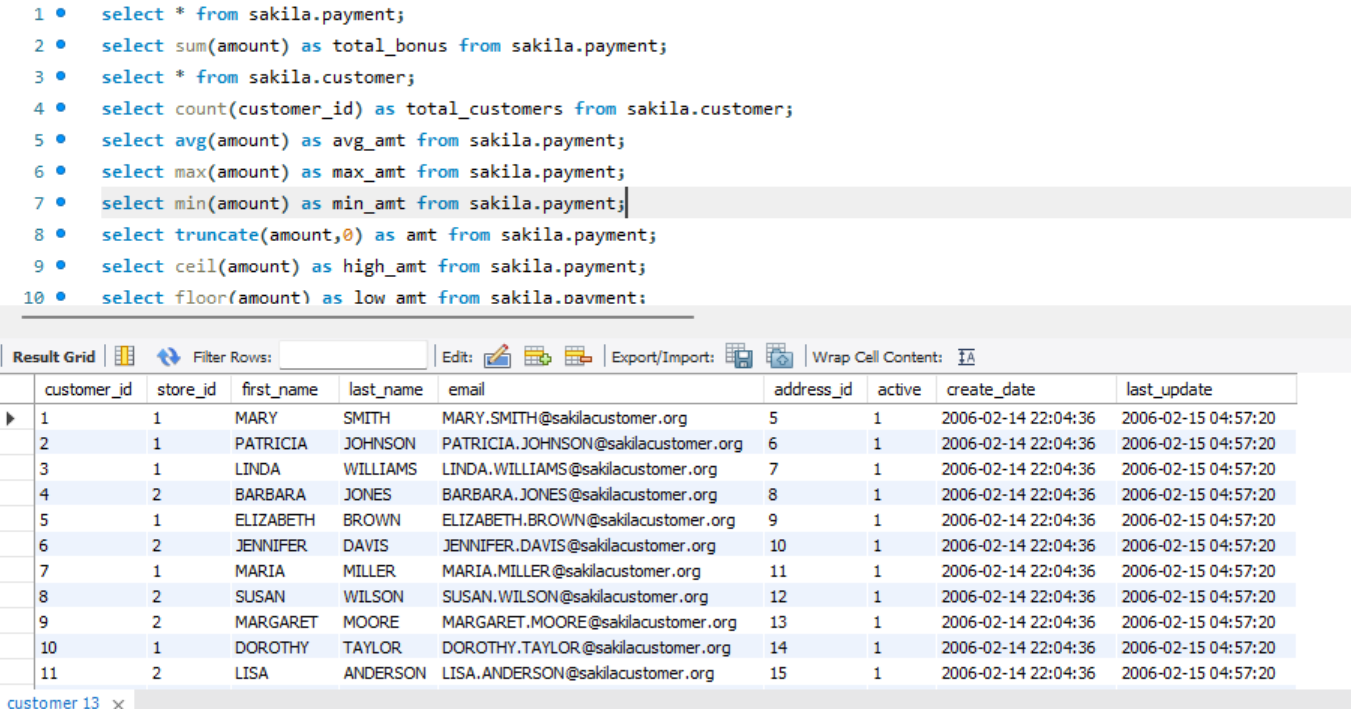 1 select * from sakila.payment;
2 select sum(amount) as total_bonus from sakila.payment;
3 select * from sakila.customer;
4 select count(customer_id) as total_customers from sakila.customer;
5 select avg(amount) as avg_amt from sakila.payment;
6 select max(amount) as max_amt from sakila.payment;
7 select min(amount) as min_amt from sakila.payment;
8 select truncate(amount,0) as amt from sakila.payment;
9 select ceil(amount) as high_amt from sakila.payment;
10 select floor(amount) as low_amt from sakila.payment;
Result Grid Filter Rows: Edit: Export/Import: Wrap Cell Content: IA
customer_id store_id first_name last_name email address_id active create_date last_update
1 1 MARY SMITH MARY.SMITH@sakilacustomer.org 5 1 2006-02-14 22:04:36 2006-02-15 04:57:20
2 1 PATRICIA JOHNSON PATRICIA.JOHNSON@sakilacustomer.org 6 1 2006-02-14 22:04:36 2006-02-15 04:57:20
3 1 LINDA WILLIAMS LINDA.WILLIAMS@sakilacustomer.org 7 1 2006-02-14 22:04:36 2006-02-15 04:57:20
4 2 BARBARA JONES BARBARA.JONES@sakilacustomer.org 8 1 2006-02-14 22:04:36 2006-02-15 04:57:20
5 1 ELIZABETH BROWN ELIZABETH.BROWN@sakilacustomer.org 9 1 2006-02-14 22:04:36 2006-02-15 04:57:20
6 2 JENNIFER DAVIS JENNIFER.DAVIS@sakilacustomer.org 10 1 2006-02-14 22:04:36 2006-02-15 04:57:20
7 1 MARIA MILLER MARIA.MILLER@sakilacustomer.org 11 1 2006-02-14 22:04:36 2006-02-15 04:57:20
8 2 SUSAN WILSON SUSAN.WILSON@sakilacustomer.org 12 1 2006-02-14 22:04:36 2006-02-15 04:57:20
9 2 MARGARET MOORE MARGARET.MOORE@sakilacustomer.org 13 1 2006-02-14 22:04:36 2006-02-15 04:57:20
10 1 DOROTHY TAYLOR DOROTHY.TAYLOR@sakilacustomer.org 14 1 2006-02-14 22:04:36 2006-02-15 04:57:20
11 2 LISA ANDERSON LISA.ANDERSON@sakilacustomer.org 15 1 2006-02-14 22:04:36 2006-02-15 04:57:20
customer 13